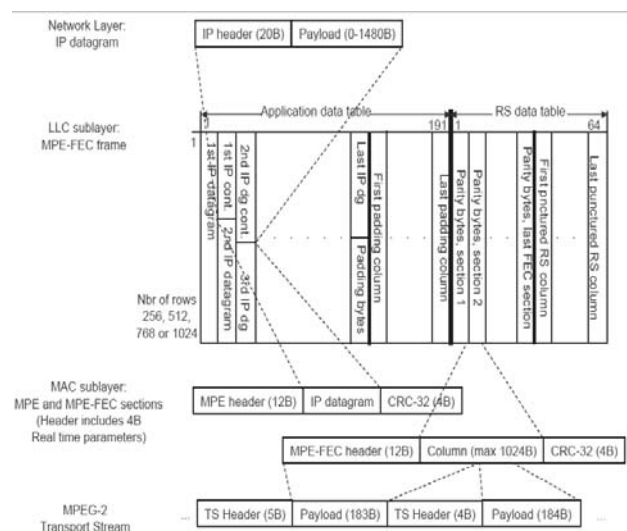 Network Layer:
IP datagram
IP header (20B)
Payload (0-1480B)
Application data table
RS data table
LLC sublayer:
MPE-FEC frame
1
191
1
64
1
1st IP datagram
1st IP cont.
2nd IP datagram
2nd IP dg cont.
3rd IP dg
Last IP dg
Padding bytes
First padding column
Last padding column
Parity bytes, section 1
Parity bytes, section 2
Parity bytes, last FEC section
First pnctured RS column
Last punctured RS column
Nbr of rows
256, 512,
768 or 1024
MAC sublayer:
MPE and MPE-FEC sections
(Header includes 4B
Real time parameters)
MPE header (12B)
IP datagram
CRC-32 (4B)
MPE-FEC header (12B)
Column (max 1024B)
CRC-32 (4B)
MPEG-2
Transport Stream
...
TS Header (5B)
Payload (183B)
TS Header (4B)
Payload (184B)
...